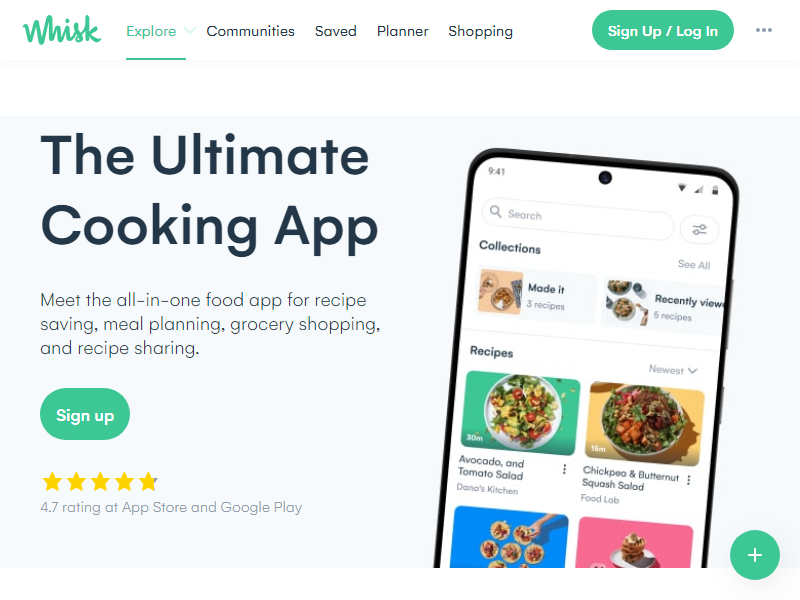 Whisk
Explore
Communities
Saved
Planner
Shopping
Sign Up / Log In
The Ultimate
Cooking App
Meet the all-in-one food app for recipe
saving, meal planning, grocery shopping,
and recipe sharing.
Sign up
4.7 rating at App Store and Google Play
9:41
Search
Collections
See All
Made it
3 recipes
Recently view
5 recipes
Recipes
Newest
30m
Avocado, and
Tomato Salad
Dana's Kitchen
15m
Chickpea & Butternut
Squash Salad
Food Lab